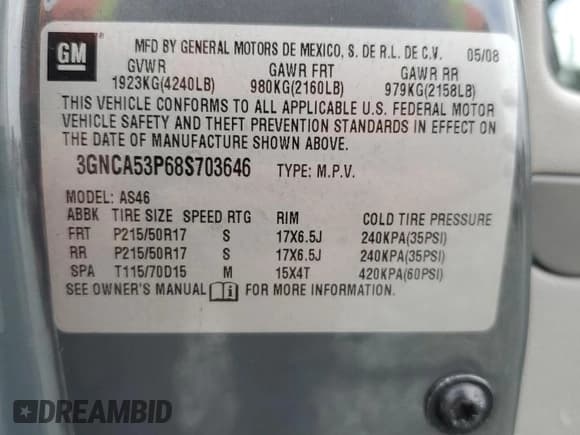 GM
MFD BY GENERAL MOTORS DE MEXICO, S. DE R.L. DE C.V. 05/08
GVWR GAWR FRT GAWR RR
1923KG(4240LB) 980KG(2160LB) 979KG(2158LB)
THIS VEHICLE CONFORMS TO ALL APPLICABLE U.S. FEDERAL MOTOR
VEHICLE SAFETY AND THEFT PREVENTION STANDARDS IN EFFECT ON
THE DATE OF MANUFACTURE SHOWN ABOVE.
3GNCA53P68S703646 TYPE: M.P.V.
MODEL: AS46
ABBK TIRE SIZE SPEED RTG RIM COLD TIRE PRESSURE
FRT P215/50R17 S 17X6.5J 240KPA(35PSI)
RR P215/50R17 S 17X6.5J 240KPA(35PSI)
SPA T115/70D15 M 15X4T 420KPA(60PSI)
SEE OWNER'S MANUAL i FOR MORE INFORMATION.
DREAMBID